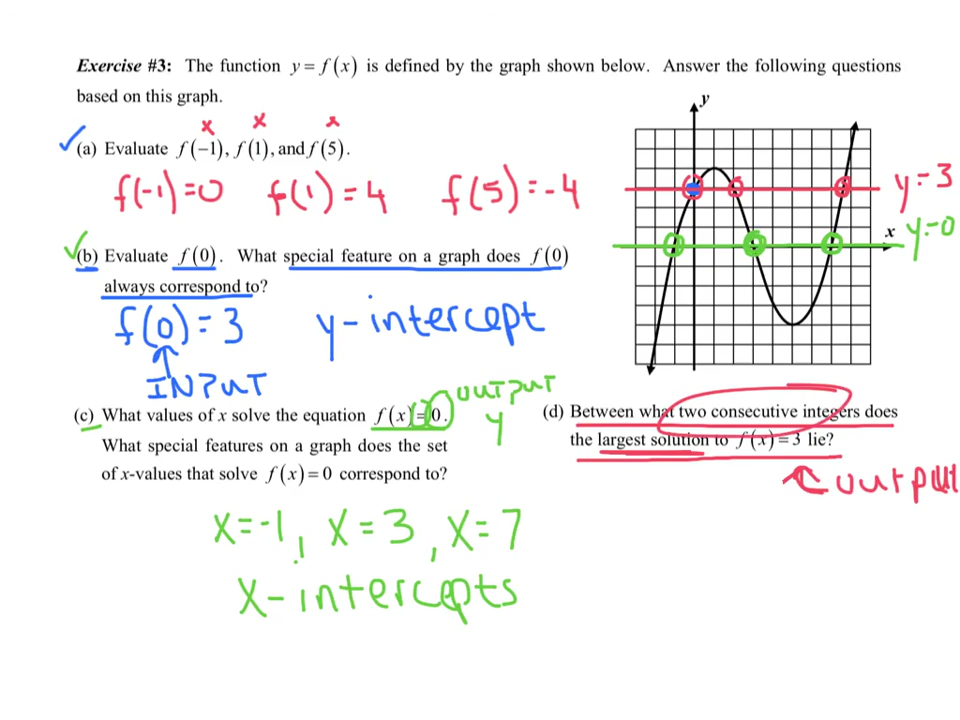 Exercise #3: The function y = f(x) is defined by the graph shown below. Answer the following questions
based on this graph.
x x x
(a) Evaluate f(−1), f(1), and f(5).
f(-1)=0 f(1)=4 f(5)=-4
(b) Evaluate f(0). What special feature on a graph does f(0)
always correspond to?
f(0)=3 y-intercept
INPUT
y
y=3
x
y=0
(c) What values of x solve the equation f(x)=0.
OUTPUT
y
What special features on a graph does the set
of x-values that solve f(x)=0 correspond to?
x=-1, x=3, x=7
x-intercepts
(d) Between what two consecutive integers does
the largest solution to f(x)=3 lie?
output